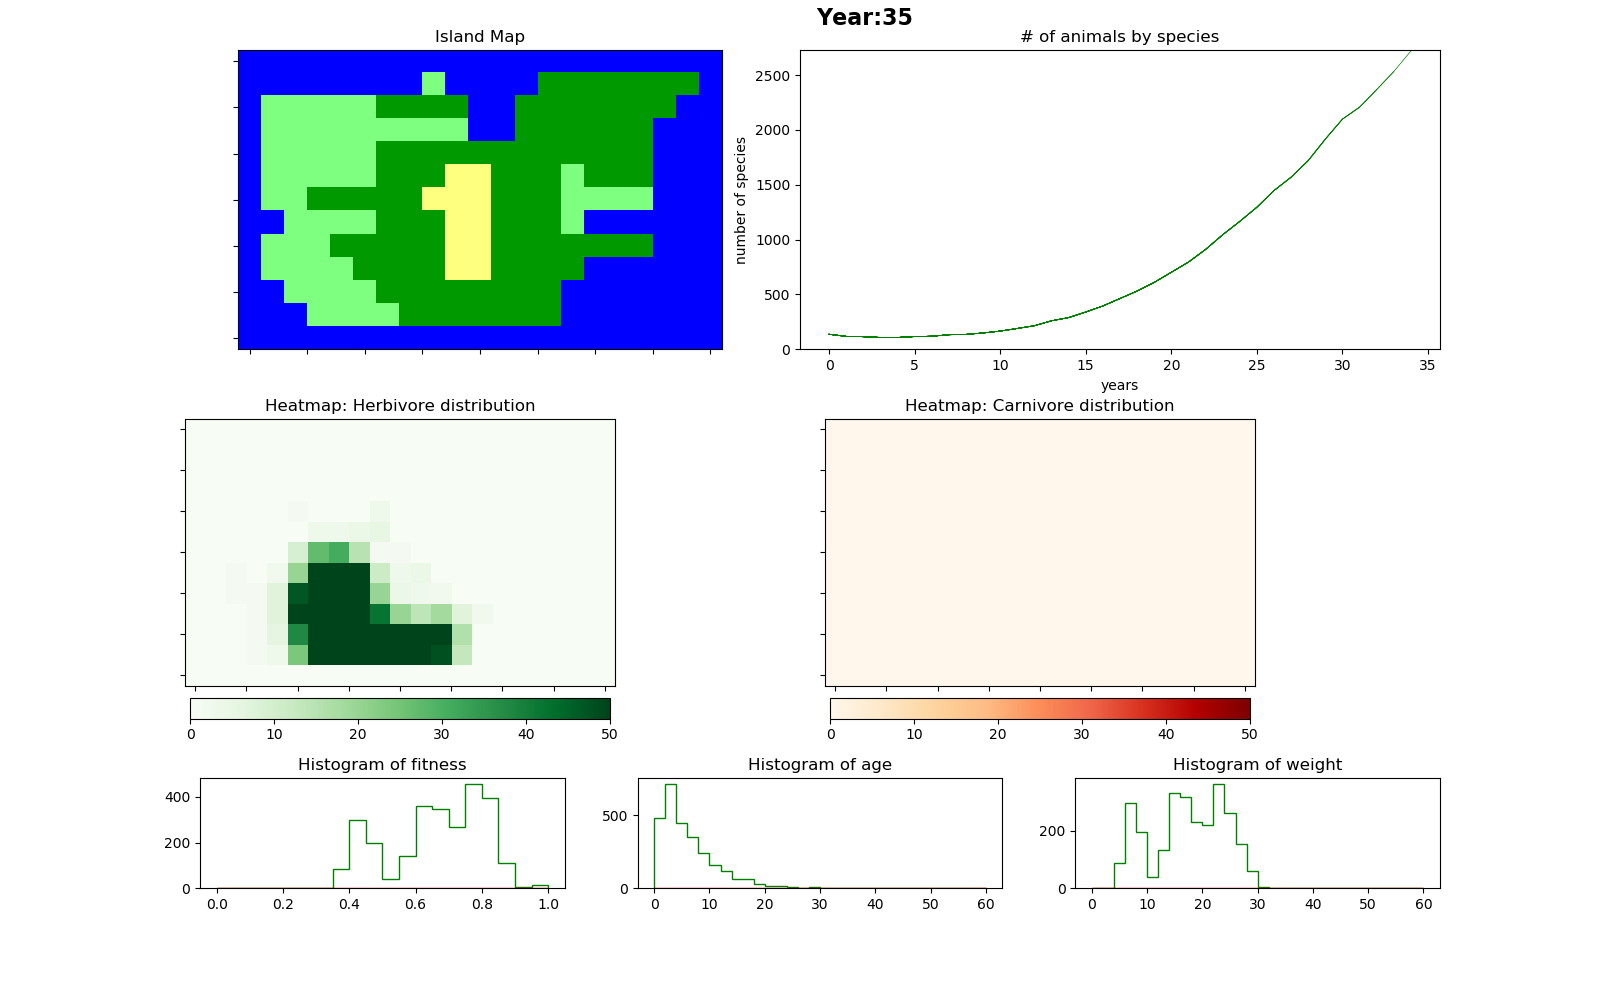 Year:35
Island Map
# of animals by species
number of species
2500
2000
1500
1000
500
0
0 5 10 15 20 25 30 35
years
Heatmap: Herbivore distribution
Heatmap: Carnivore distribution
0 10 20 30 40 50
0 10 20 30 40 50
Histogram of fitness
400
200
0
0.0 0.2 0.4 0.6 0.8 1.0
Histogram of age
500
0
0 10 20 30 40 50 60
Histogram of weight
200
0
0 10 20 30 40 50 60